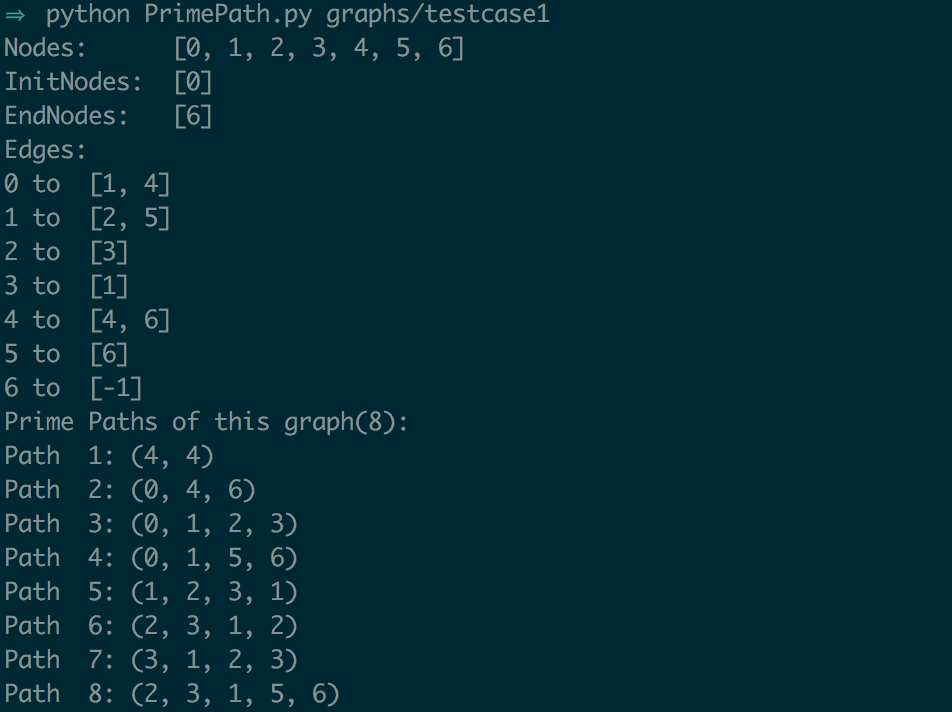 ⇒ python PrimePath.py graphs/testcase1
Nodes: [0, 1, 2, 3, 4, 5, 6]
InitNodes: [0]
EndNodes: [6]
Edges:
0 to [1, 4]
1 to [2, 5]
2 to [3]
3 to [1]
4 to [4, 6]
5 to [6]
6 to [-1]
Prime Paths of this graph(8):
Path 1: (4, 4)
Path 2: (0, 4, 6)
Path 3: (0, 1, 2, 3)
Path 4: (0, 1, 5, 6)
Path 5: (1, 2, 3, 1)
Path 6: (2, 3, 1, 2)
Path 7: (3, 1, 2, 3)
Path 8: (2, 3, 1, 5, 6)